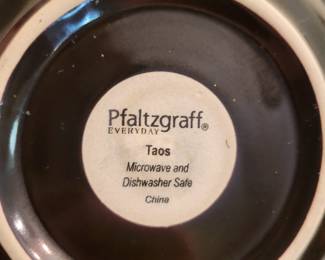 Pfaltzgraff®
EVERYDAY
Taos
Microwave and
Dishwasher Safe
China